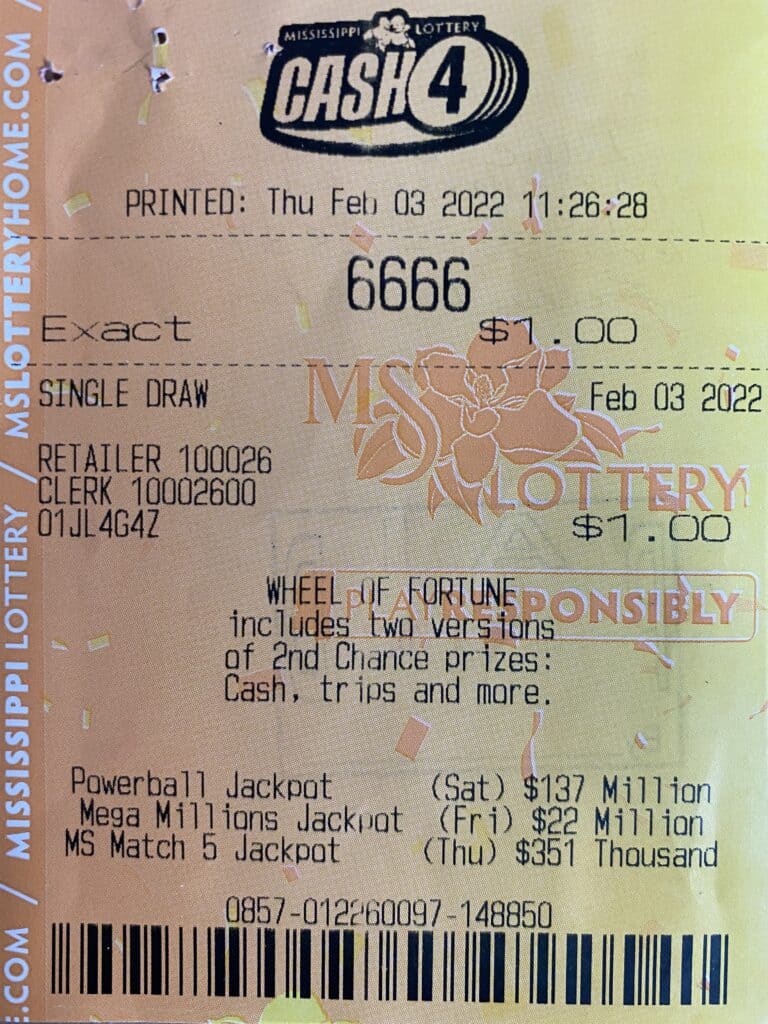 MISSISSIPPI LOTTERY
CASH 4
PRINTED: Thu Feb 03 2022 11:26:28
6666
Exact $1.00
SINGLE DRAW Feb 03 2022
MS
LOTTERY
RETAILER 100026
CLERK 10002600
01JL4G4Z
$1.00
PLAY RESPONSIBLY
WHEEL OF FORTUNE
includes two versions
of 2nd Chance prizes:
Cash, trips and more.
Powerball Jackpot (Sat) $137 Million
Mega Millions Jackpot (Fri) $22 Million
MS Match 5 Jackpot (Thu) $351 Thousand
0857-012260097-148850
.COM / MISSISSIPPI LOTTERY / MSLOTTERYHOME.COM /